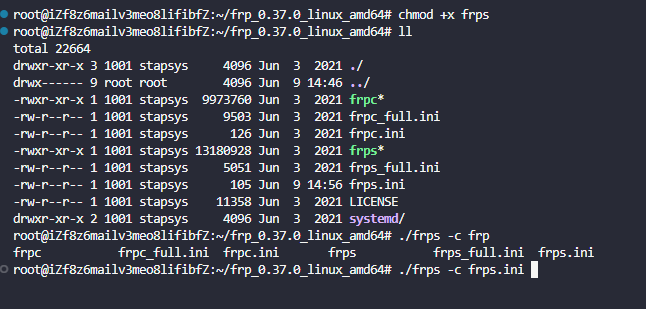 root@iZf8z6mailv3meo8lifibfZ:~/frp_0.37.0_linux_amd64# chmod +x frps
root@iZf8z6mailv3meo8lifibfZ:~/frp_0.37.0_linux_amd64# ll
total 22664
drwxr-xr-x 3 1001 stapsys     4096 Jun  3  2021 ./
drwx------ 9 root root        4096 Jun  9 14:46 ../
-rwxr-xr-x 1 1001 stapsys  9973760 Jun  3  2021 frpc*
-rw-r--r-- 1 1001 stapsys     9503 Jun  3  2021 frpc_full.ini
-rw-r--r-- 1 1001 stapsys      126 Jun  3  2021 frpc.ini
-rwxr-xr-x 1 1001 stapsys 13180928 Jun  3  2021 frps*
-rw-r--r-- 1 1001 stapsys     5051 Jun  3  2021 frps_full.ini
-rw-r--r-- 1 1001 stapsys      105 Jun  9 14:56 frps.ini
-rw-r--r-- 1 1001 stapsys    11358 Jun  3  2021 LICENSE
drwxr-xr-x 2 1001 stapsys     4096 Jun  3  2021 systemd/
root@iZf8z6mailv3meo8lifibfZ:~/frp_0.37.0_linux_amd64# ./frps -c frp
frpc           frpc_full.ini  frpc.ini       frps           frps_full.ini  frps.ini
root@iZf8z6mailv3meo8lifibfZ:~/frp_0.37.0_linux_amd64# ./frps -c frps.ini